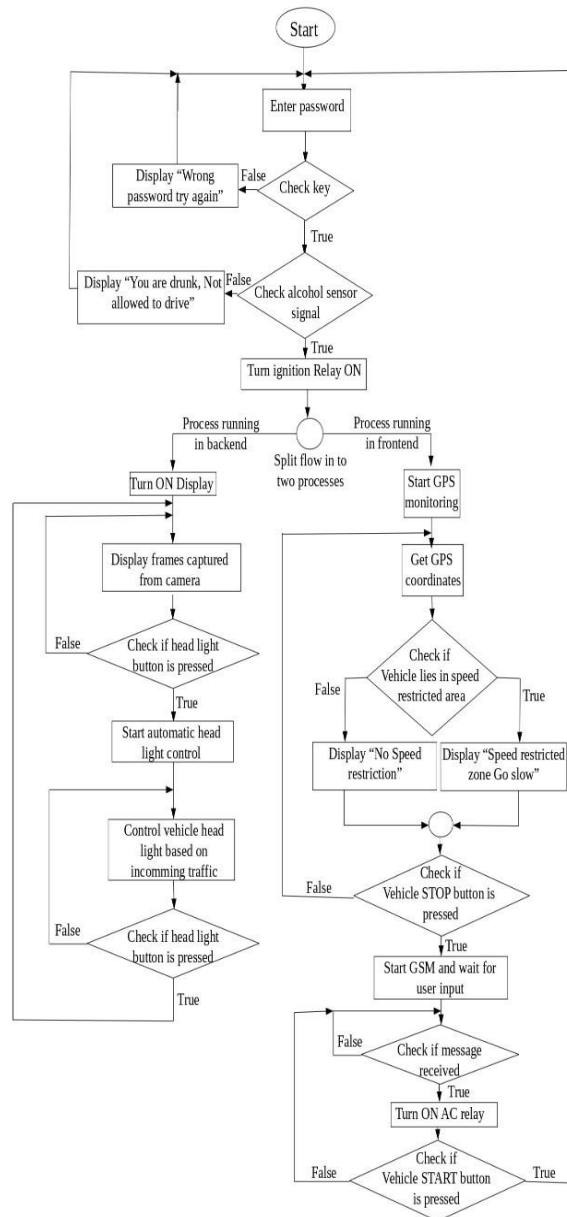 Start
Enter password
Display “Wrong
password try again”
False
Check key
True
Display “You are drunk, Not
allowed to drive”
False
Check alcohol sensor
signal
True
Turn ignition Relay ON
Process running
in backend
Split flow in to
two processes
Process running
in frontend
Turn ON Display
Display frames captured
from camera
False
Check if head light
button is pressed
True
Start automatic head
light control
Control vehicle head
light based on
incomming traffic
False
Check if head light
button is pressed
True
Start GPS
monitoring
Get GPS
coordinates
Check if
Vehicle lies in speed
restricted area
False
True
Display “No Speed
restriction”
Display “Speed restricted
zone Go slow”
Check if
Vehicle STOP button is
pressed
False
True
Start GSM and wait for
user input
False
Check if message
received
True
Turn ON AC relay
False
Check if
Vehicle START button
is pressed
True